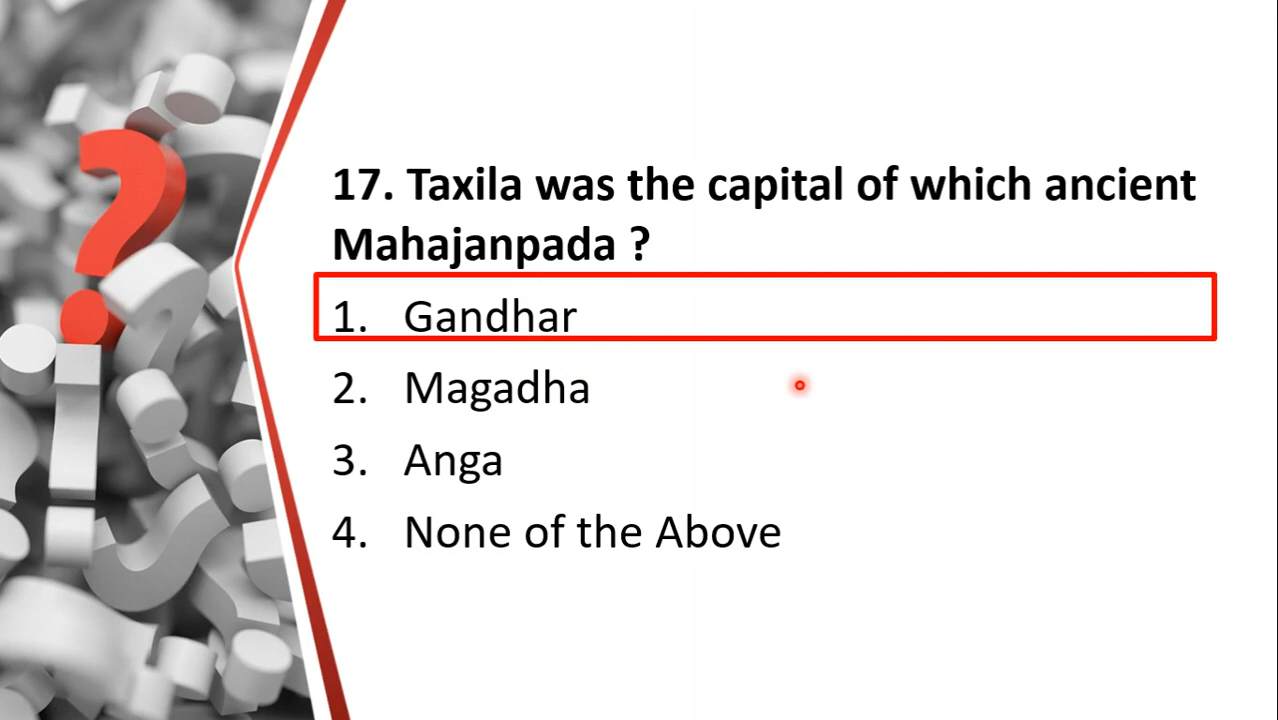 17. Taxila was the capital of which ancient
Mahajanpada ?
1. Gandhar
2. Magadha
3. Anga
4. None of the Above